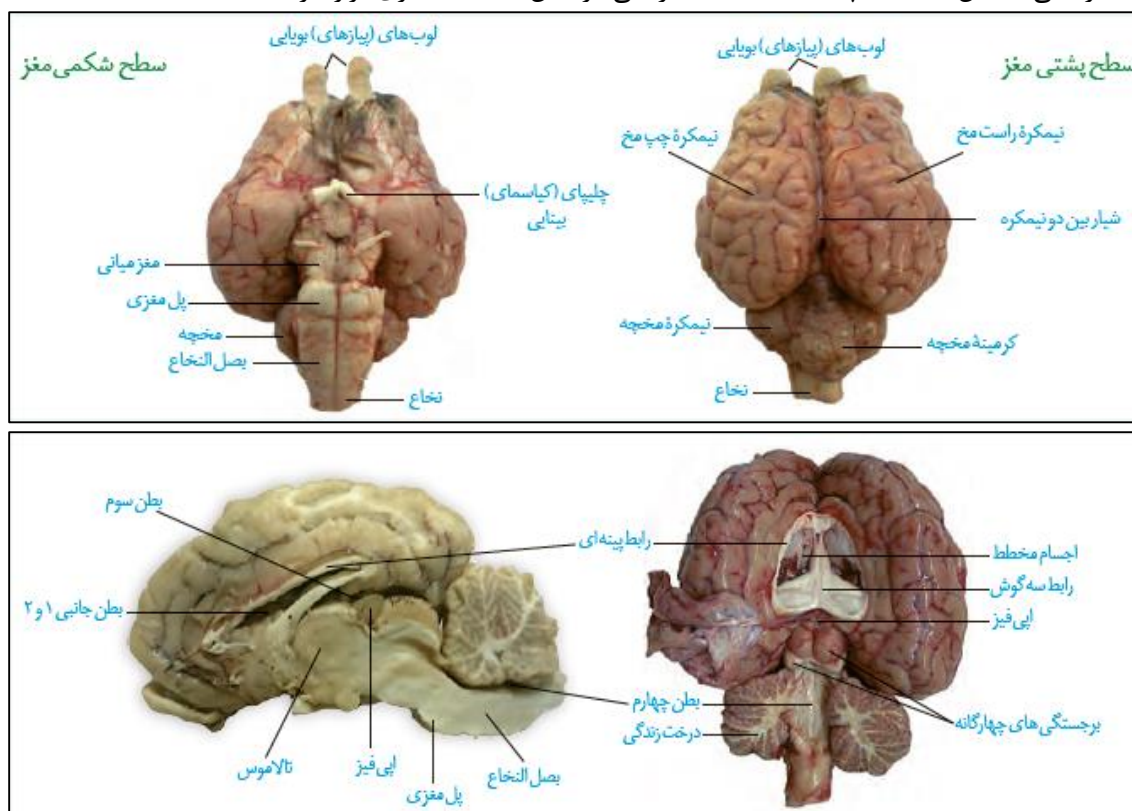 سطح پشتی مغز
لوب‌های (پیازهای) بویایی
نیمکرهٔ راست مخ
نیمکرهٔ چپ مخ
شیار بین دو نیمکره
نیمکرهٔ مخچه
کرمینهٔ مخچه
نخاع
سطح شکمی مغز
لوب‌های (پیازهای) بویایی
چلیپای (کیاسمای)
بینایی
مغز میانی
پل مغزی
مخچه
بصل النخاع
نخاع
اجسام مخطط
رابط سه گوش
اپی فیز
برجستگی های چهارگانه
رابط پینه ای
بطن چهارم
درخت زندگی
بطن سوم
بطن جانبی ۱ و ۲
تالاموس
اپی فیز
پل مغزی
بصل النخاع